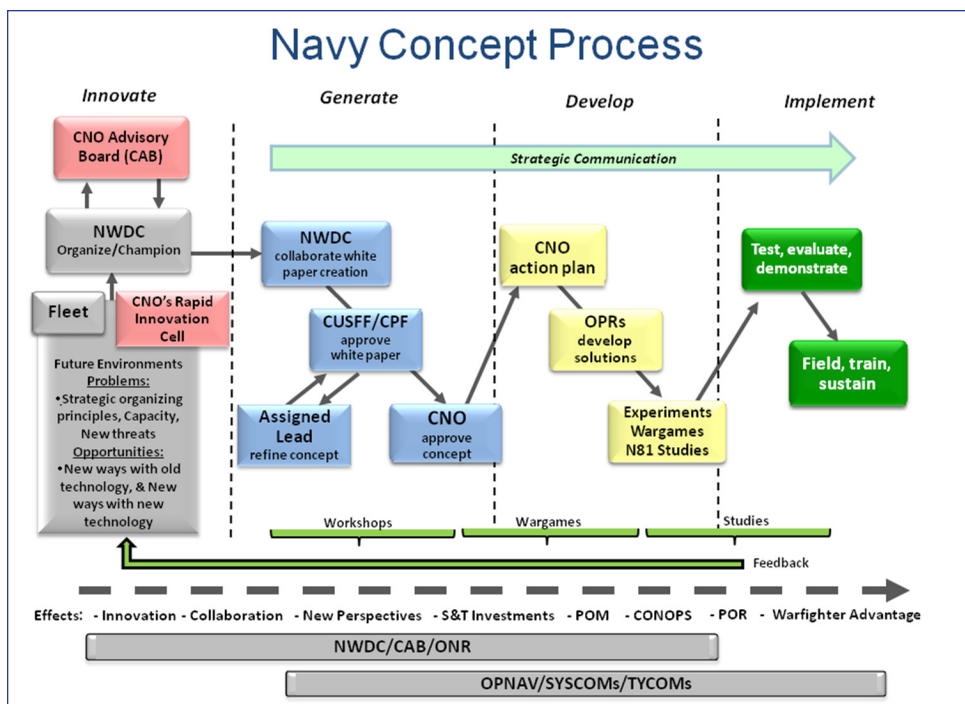 Navy Concept Process
Innovate
Generate
Develop
Implement
CNO Advisory
Board (CAB)
Strategic Communication
NWDC
Organize/Champion
NWDC
collaborate white
paper creation
CNO
action plan
Test, evaluate,
demonstrate
Fleet
CNO's Rapid
Innovation
Cell
CUSFF/CPF
approve
white paper
OPRs
develop
solutions
Field, train,
sustain
Future Environments
Problems:
•Strategic organizing
principles, Capacity,
New threats
Opportunities:
•New ways with old
technology, & New
ways with new
technology
Assigned
Lead
refine concept
CNO
approve
concept
Experiments
Wargames
N81 Studies
Workshops
Wargames
Studies
Feedback
Effects: - Innovation - Collaboration - New Perspectives - S&T Investments - POM - CONOPS - POR - Warfighter Advantage
NWDC/CAB/ONR
OPNAV/SYSCOMs/TYCOMs